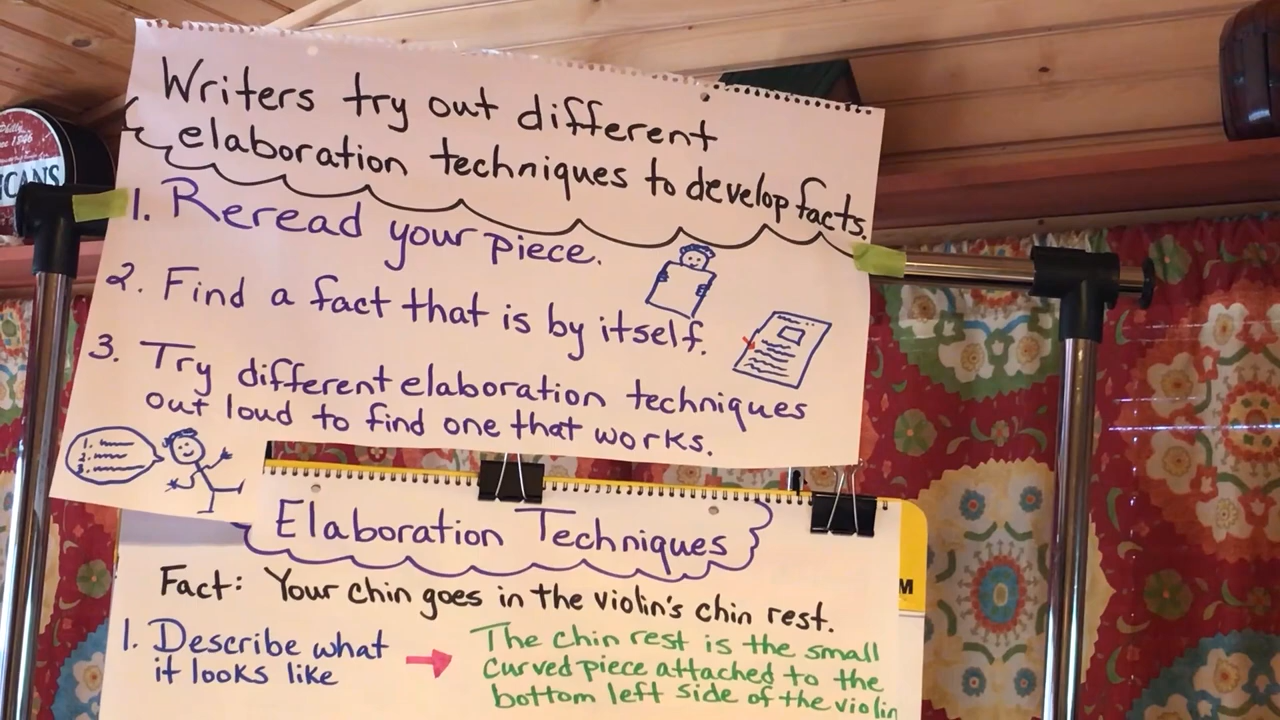 Writers try out different
elaboration techniques to develop facts.
1. Reread your piece.
2. Find a fact that is by itself.
3. Try different elaboration techniques
out loud to find one that works.
1.
2.
3.
Elaboration Techniques
Fact: Your chin goes in the violin's chin rest.
1. Describe what
it looks like
The chin rest is the small
curved piece attached to the
bottom left side of the violin